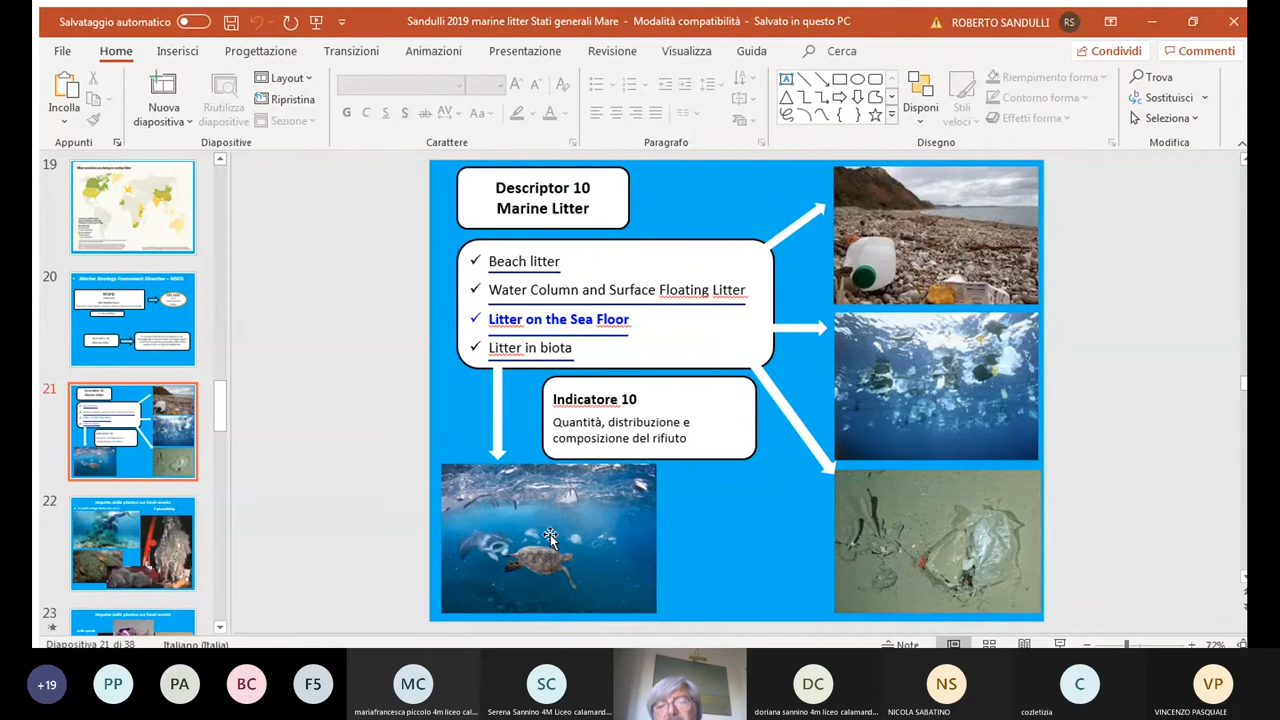 Salvataggio automatico
Sandulli 2019 marine litter Stati generali Mare - Modalità compatibilità - Salvato in questo PC
ROBERTO SANDULLI RS
File Home Inserisci Progettazione Transizioni Animazioni Presentazione Revisione Visualizza Guida Cerca Condividi Commenti
Incolla
Appunti
Nuova
diapositiva
Riutilizza
diapositive
Layout
Ripristina
Sezione
Diapositive
G C S S ab AV Aa A
Carattere
Paragrafo
Disponi
Stili
veloci
Riempimento forma
Contorno forma
Effetti forma
Disegno
Trova
Sostituisci
Seleziona
Modifica
19
20
21
22
23
Descriptor 10
Marine Litter
Beach litter
Water Column and Surface Floating Litter
Litter on the Sea Floor
Litter in biota
Indicatore 10
Quantità, distribuzione e
composizione del rifiuto
Diapositiva 21 di 38 Italiano (Italia) Note 72%
+19 PP PA BC F5 MC SC DC NS C VP
mariafrancesca piccolo 4m liceo cal...
Serena Sannino 4M Liceo calamand...
doriana sannino 4m liceo calamand...
NICOLA SABATINO
cozletizia
VINCENZO PASQUALE